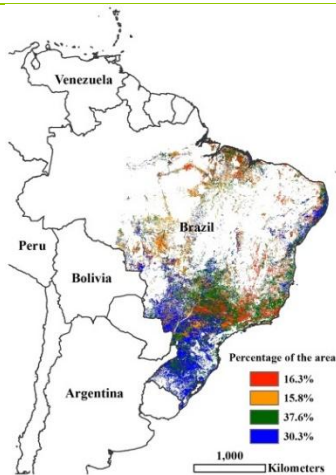 Venezuela
Brazil
Peru
Bolivia
Argentina
Percentage of the area
16.3%
15.8%
37.6%
30.3%
1,000
Kilometers